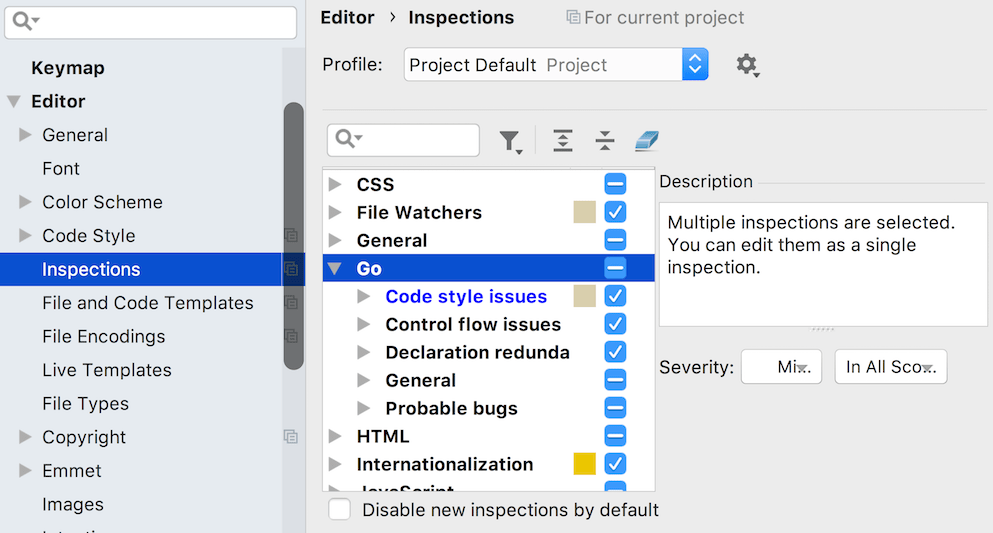 Keymap
Editor
General
Font
Color Scheme
Code Style
Inspections
File and Code Templates
File Encodings
Live Templates
File Types
Copyright
Emmet
Images
Editor › Inspections
For current project
Profile:
Project Default Project
CSS
File Watchers
General
Go
Code style issues
Control flow issues
Declaration redunda
General
Probable bugs
HTML
Internationalization
JavaScript
Disable new inspections by default
Description
Multiple inspections are selected.
You can edit them as a single
inspection.
Severity:
Mi..
In All Sco..